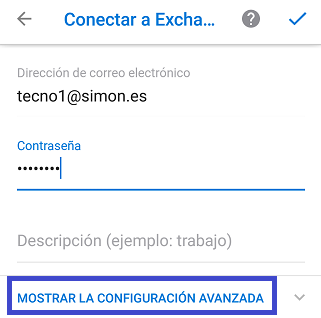 Conectar a Excha...
Dirección de correo electrónico
tecno1@simon.es
Contraseña
••••••••
Descripción (ejemplo: trabajo)
MOSTRAR LA CONFIGURACIÓN AVANZADA